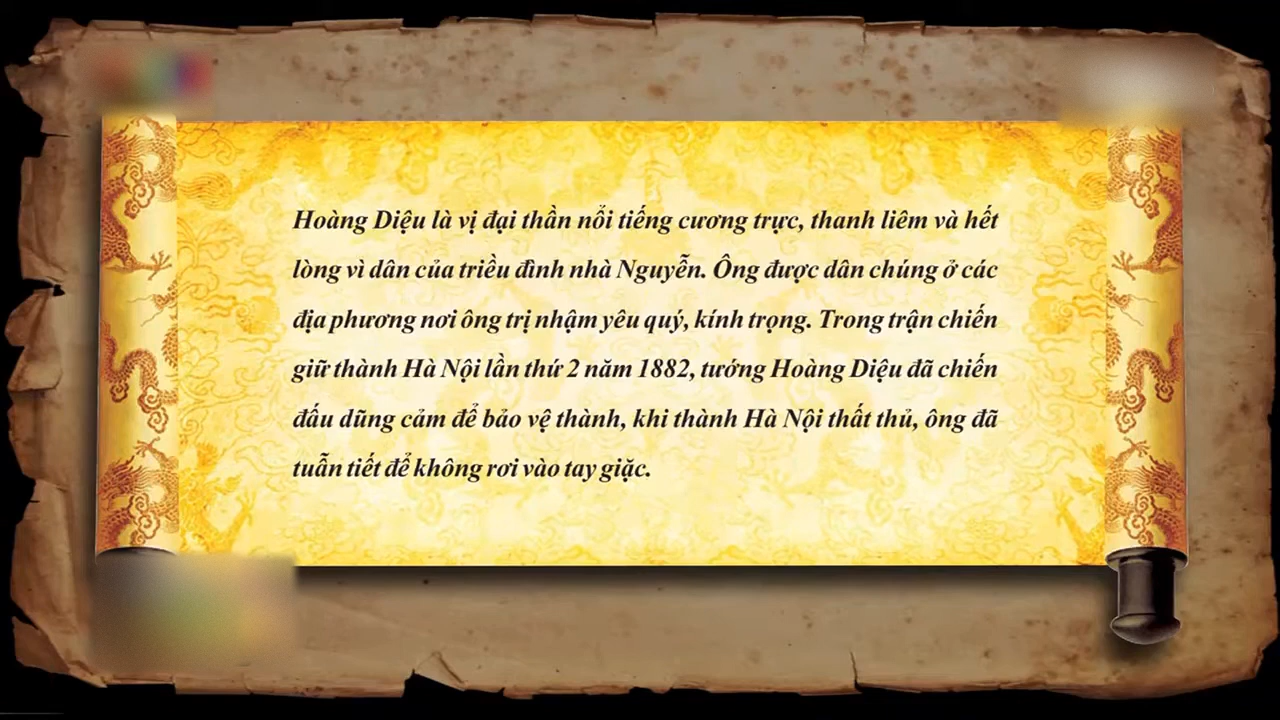 Hoàng Diệu là vị đại thần nổi tiếng cương trực, thanh liêm và hết
lòng vì dân của triều đình nhà Nguyễn. Ông được dân chúng ở các
địa phương nơi ông trị nhậm yêu quý, kính trọng. Trong trận chiến
giữ thành Hà Nội lần thứ 2 năm 1882, tướng Hoàng Diệu đã chiến
đấu dũng cảm để bảo vệ thành, khi thành Hà Nội thất thủ, ông đã
tuẫn tiết để không rơi vào tay giặc.